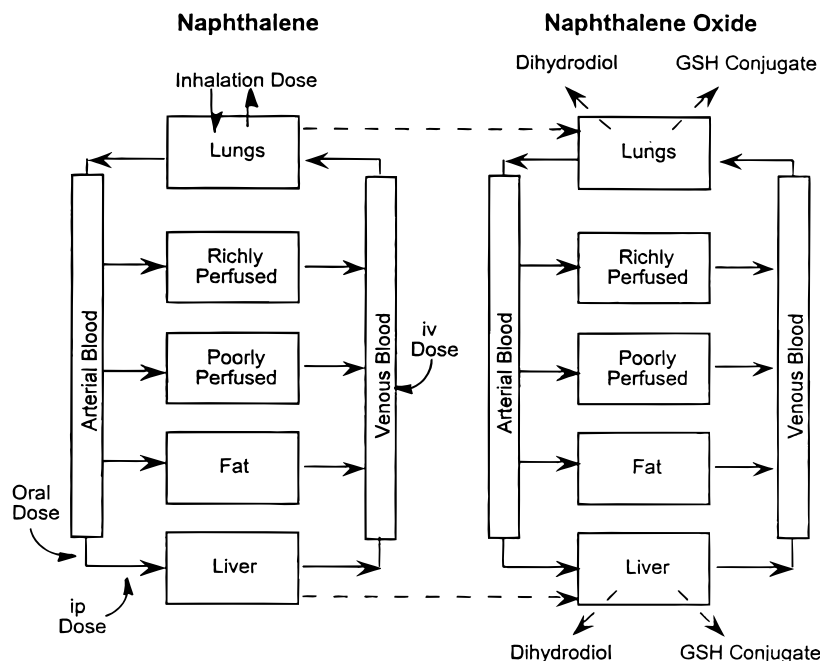 Naphthalene
Naphthalene Oxide
Inhalation Dose
Dihydrodiol
GSH Conjugate
Lungs
Lungs
Arterial Blood
Richly
Perfused
Venous Blood
iv
Dose
Poorly
Perfused
Fat
Oral
Dose
Liver
ip
Dose
Arterial Blood
Richly
Perfused
Venous Blood
Poorly
Perfused
Fat
Liver
Dihydrodiol
GSH Conjugate